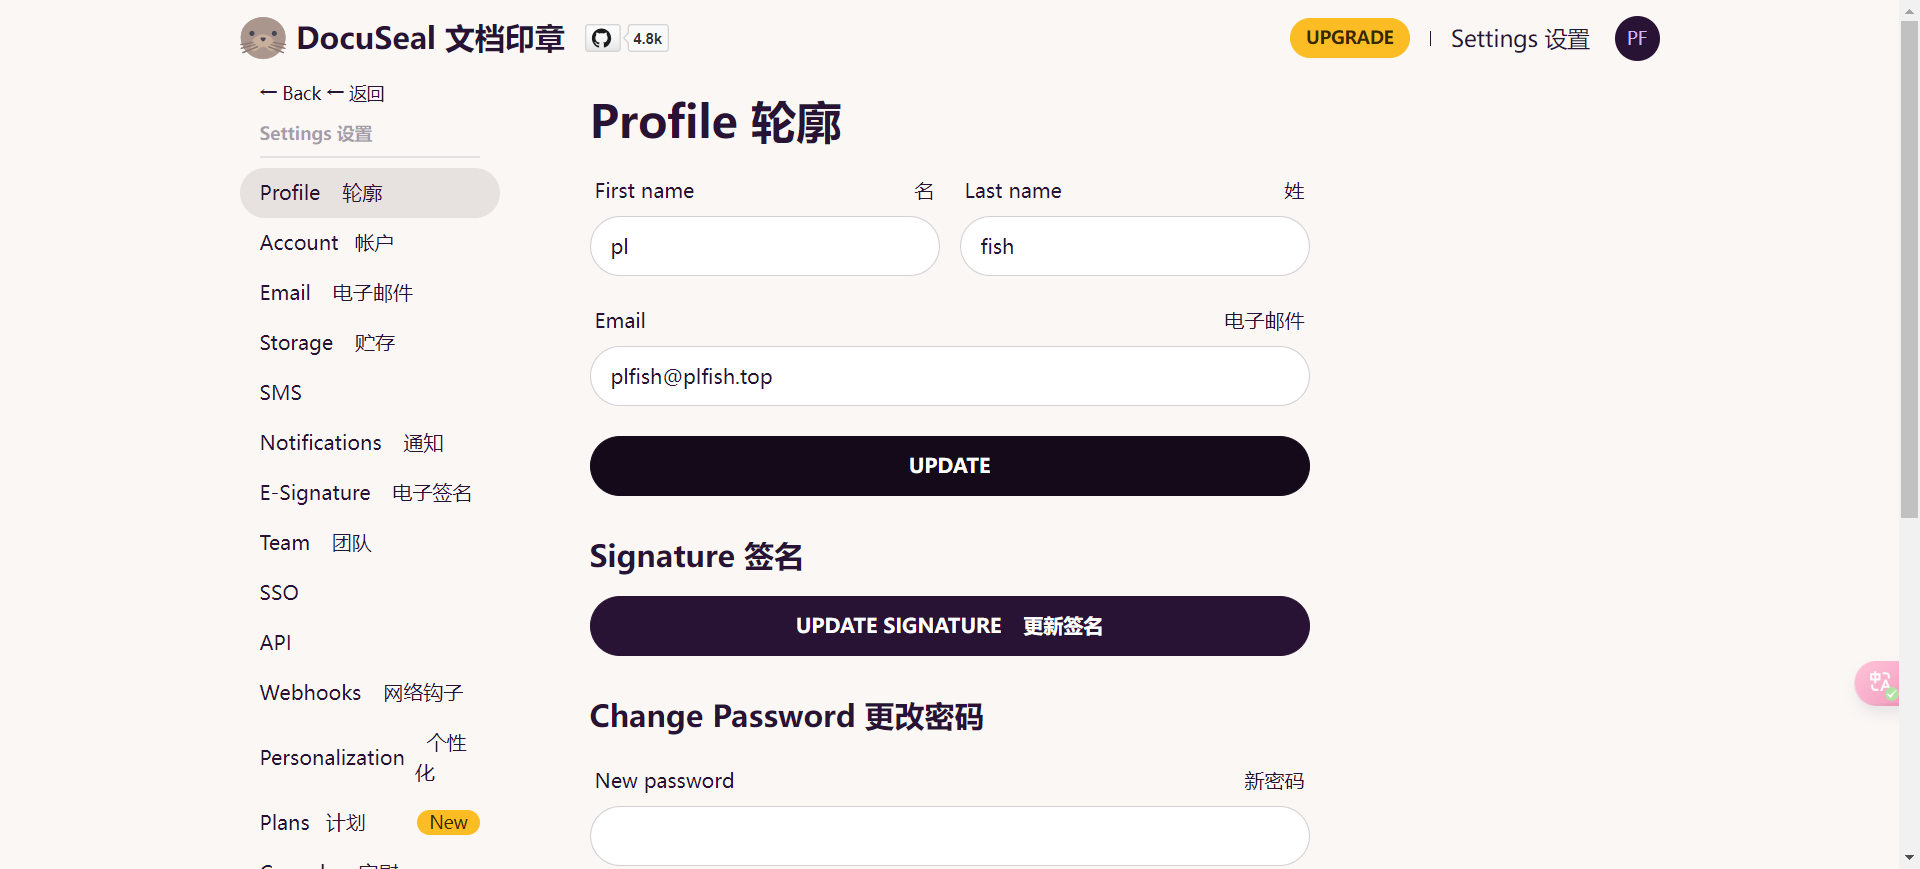 DocuSeal 文档印章
4.8k
UPGRADE
Settings 设置
PF
← Back ← 返回
Settings 设置
Profile 轮廓
Account 帐户
Email 电子邮件
Storage 贮存
SMS
Notifications 通知
E-Signature 电子签名
Team 团队
SSO
API
Webhooks 网络钩子
Personalization 个性
化
Plans 计划
New
Profile 轮廓
First name 名
Last name 姓
pl
fish
Email 电子邮件
plfish@plfish.top
UPDATE
Signature 签名
UPDATE SIGNATURE 更新签名
Change Password 更改密码
New password 新密码